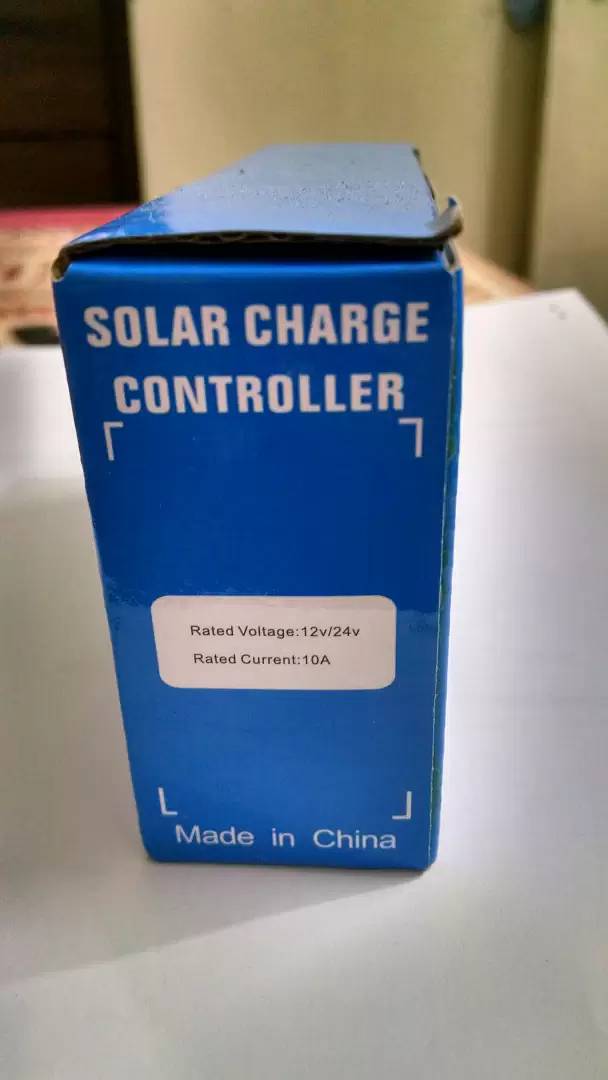 SOLAR CHARGE
CONTROLLER
Rated Voltage:12v/24v
Rated Current:10A
Made in China